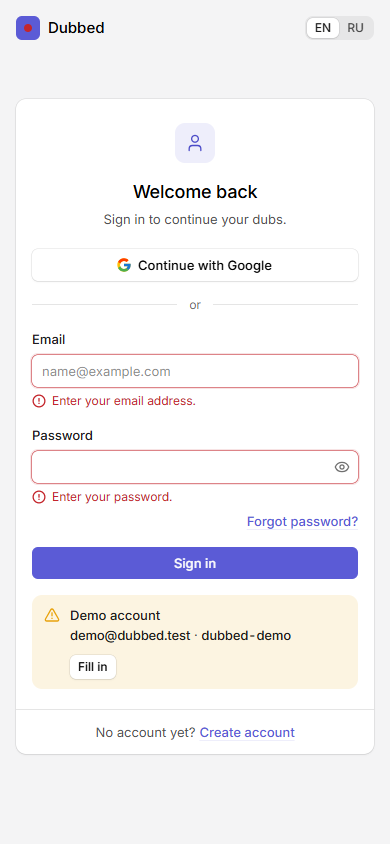 Dubbed
EN RU
Welcome back
Sign in to continue your dubs.
Continue with Google
or
Email
name@example.com
Enter your email address.
Password
Enter your password.
Forgot password?
Sign in
Demo account
demo@dubbed.test · dubbed-demo
Fill in
No account yet? Create account